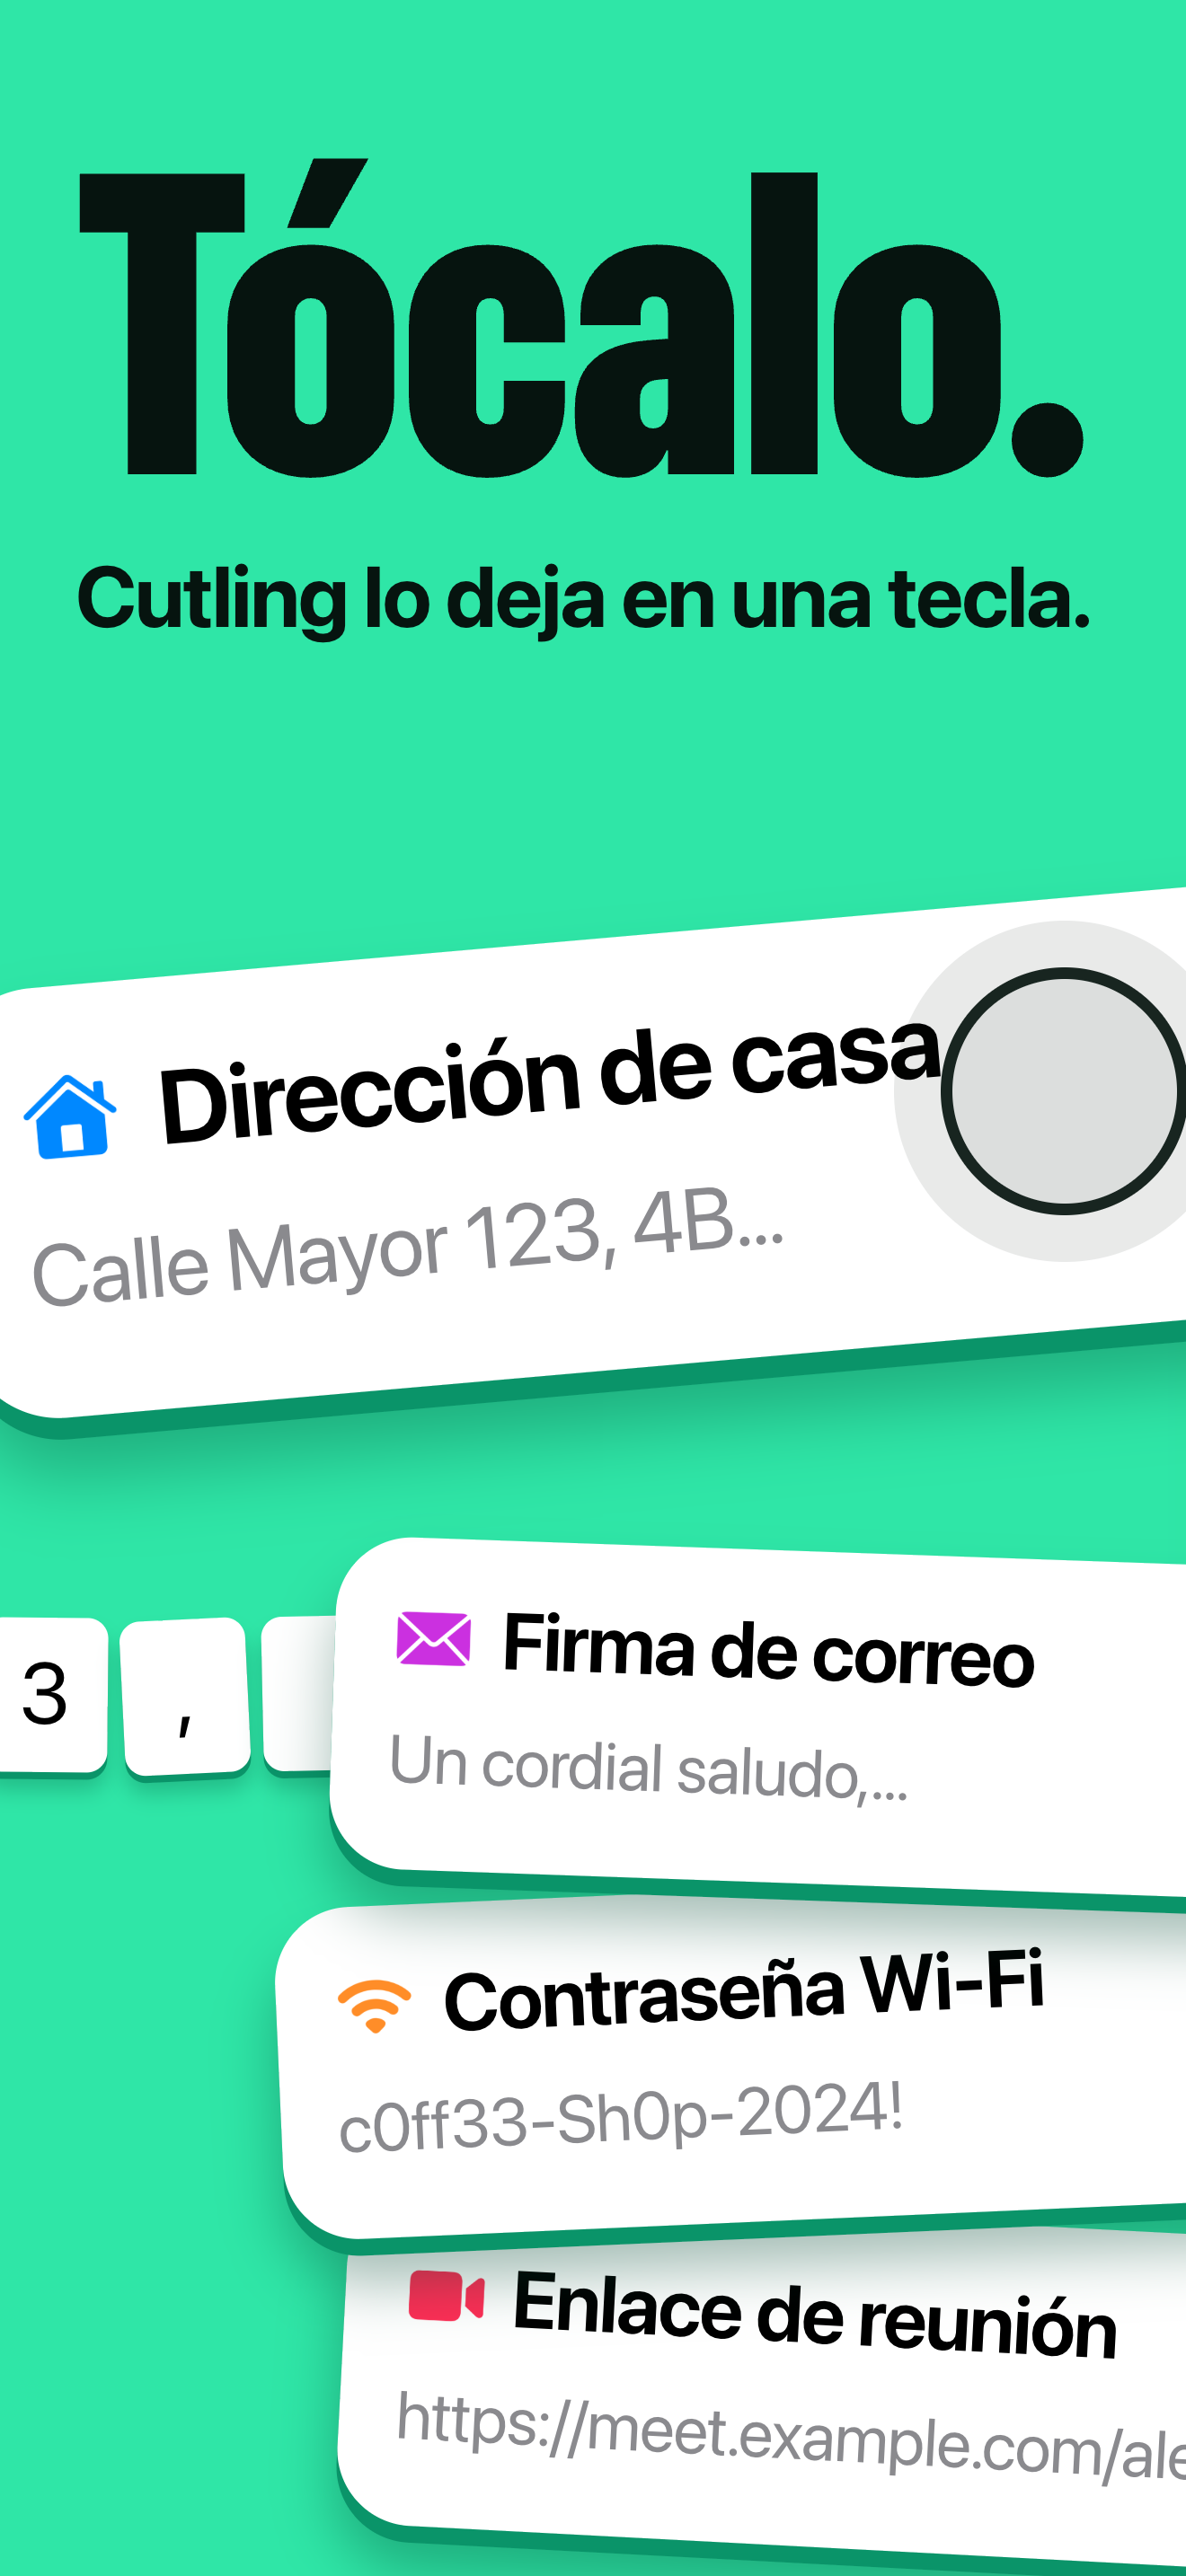 Tócalo.
Cutling lo deja en una tecla.
Dirección de casa
Calle Mayor 123, 4B...
3 ,
Firma de correo
Un cordial saludo,...
Contraseña Wi-Fi
c0ff33-Sh0p-2024!
Enlace de reunión
https://meet.example.com/ale